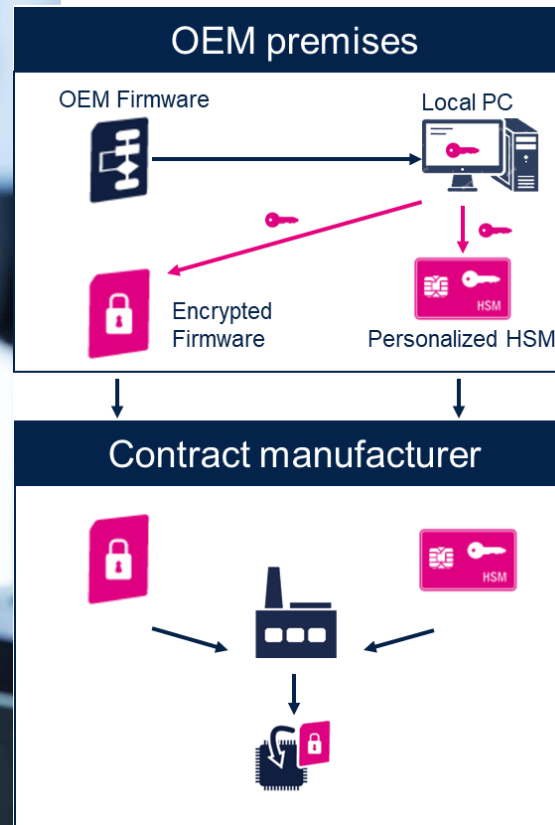 OEM premises
OEM Firmware
Local PC
Encrypted
Firmware
HSM
Personalized HSM
Contract manufacturer
HSM